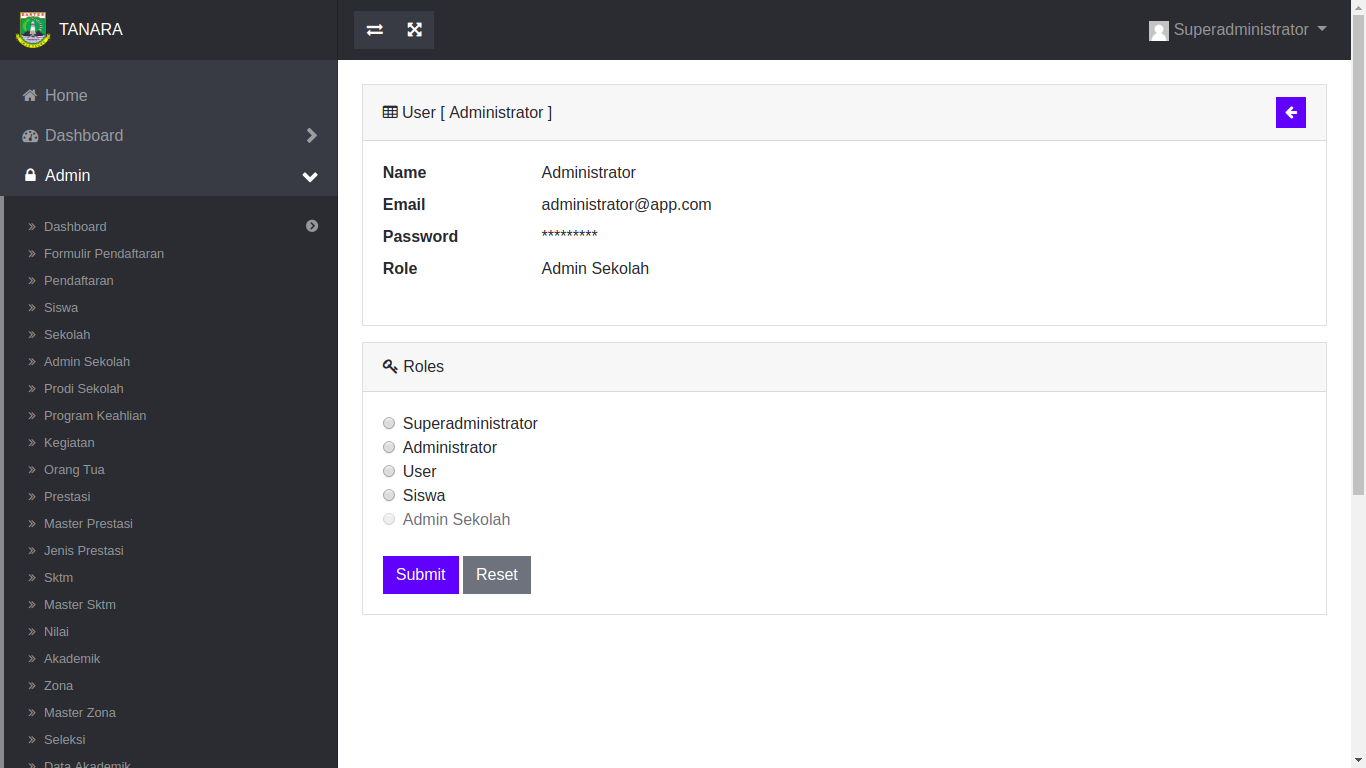 TANARA
Superadministrator
Home
Dashboard
Admin
Dashboard
Formulir Pendaftaran
Pendaftaran
Siswa
Sekolah
Admin Sekolah
Prodi Sekolah
Program Keahlian
Kegiatan
Orang Tua
Prestasi
Master Prestasi
Jenis Prestasi
Sktm
Master Sktm
Nilai
Akademik
Zona
Master Zona
Seleksi
Data Akademik
User [ Administrator ]
Name Administrator
Email administrator@app.com
Password *********
Role Admin Sekolah
Roles
Superadministrator
Administrator
User
Siswa
Admin Sekolah
Submit Reset